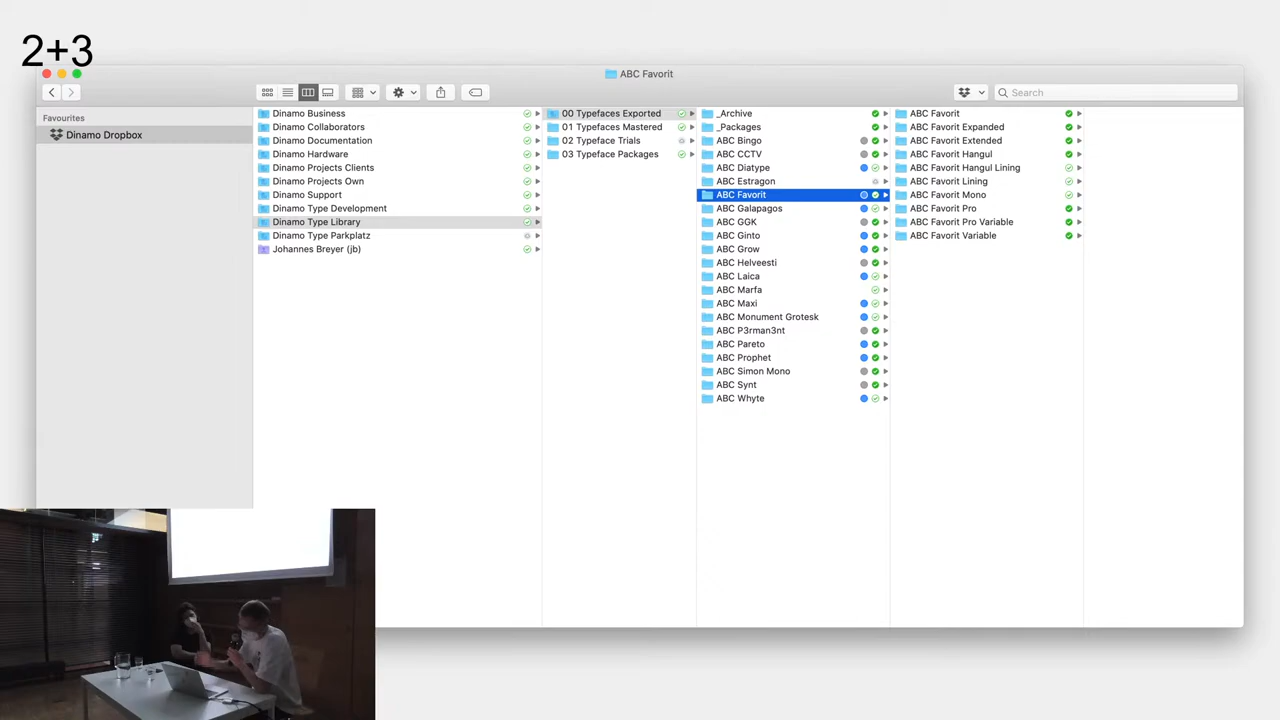 2+3
ABC Favorit
Search
Favourites
Dinamo Dropbox
Dinamo Business
Dinamo Collaborators
Dinamo Documentation
Dinamo Hardware
Dinamo Projects Clients
Dinamo Projects Own
Dinamo Support
Dinamo Type Development
Dinamo Type Library
Dinamo Type Parkplatz
Johannes Breyer (jb)
00 Typefaces Exported
01 Typefaces Mastered
02 Typeface Trials
03 Typeface Packages
_Archive
_Packages
ABC Bingo
ABC CCTV
ABC Diatype
ABC Estragon
ABC Favorit
ABC Galapagos
ABC GGK
ABC Ginto
ABC Grow
ABC Helveesti
ABC Laica
ABC Marfa
ABC Maxi
ABC Monument Grotesk
ABC P3rman3nt
ABC Pareto
ABC Prophet
ABC Simon Mono
ABC Synt
ABC Whyte
ABC Favorit
ABC Favorit Expanded
ABC Favorit Extended
ABC Favorit Hangul
ABC Favorit Hangul Lining
ABC Favorit Lining
ABC Favorit Mono
ABC Favorit Pro
ABC Favorit Pro Variable
ABC Favorit Variable